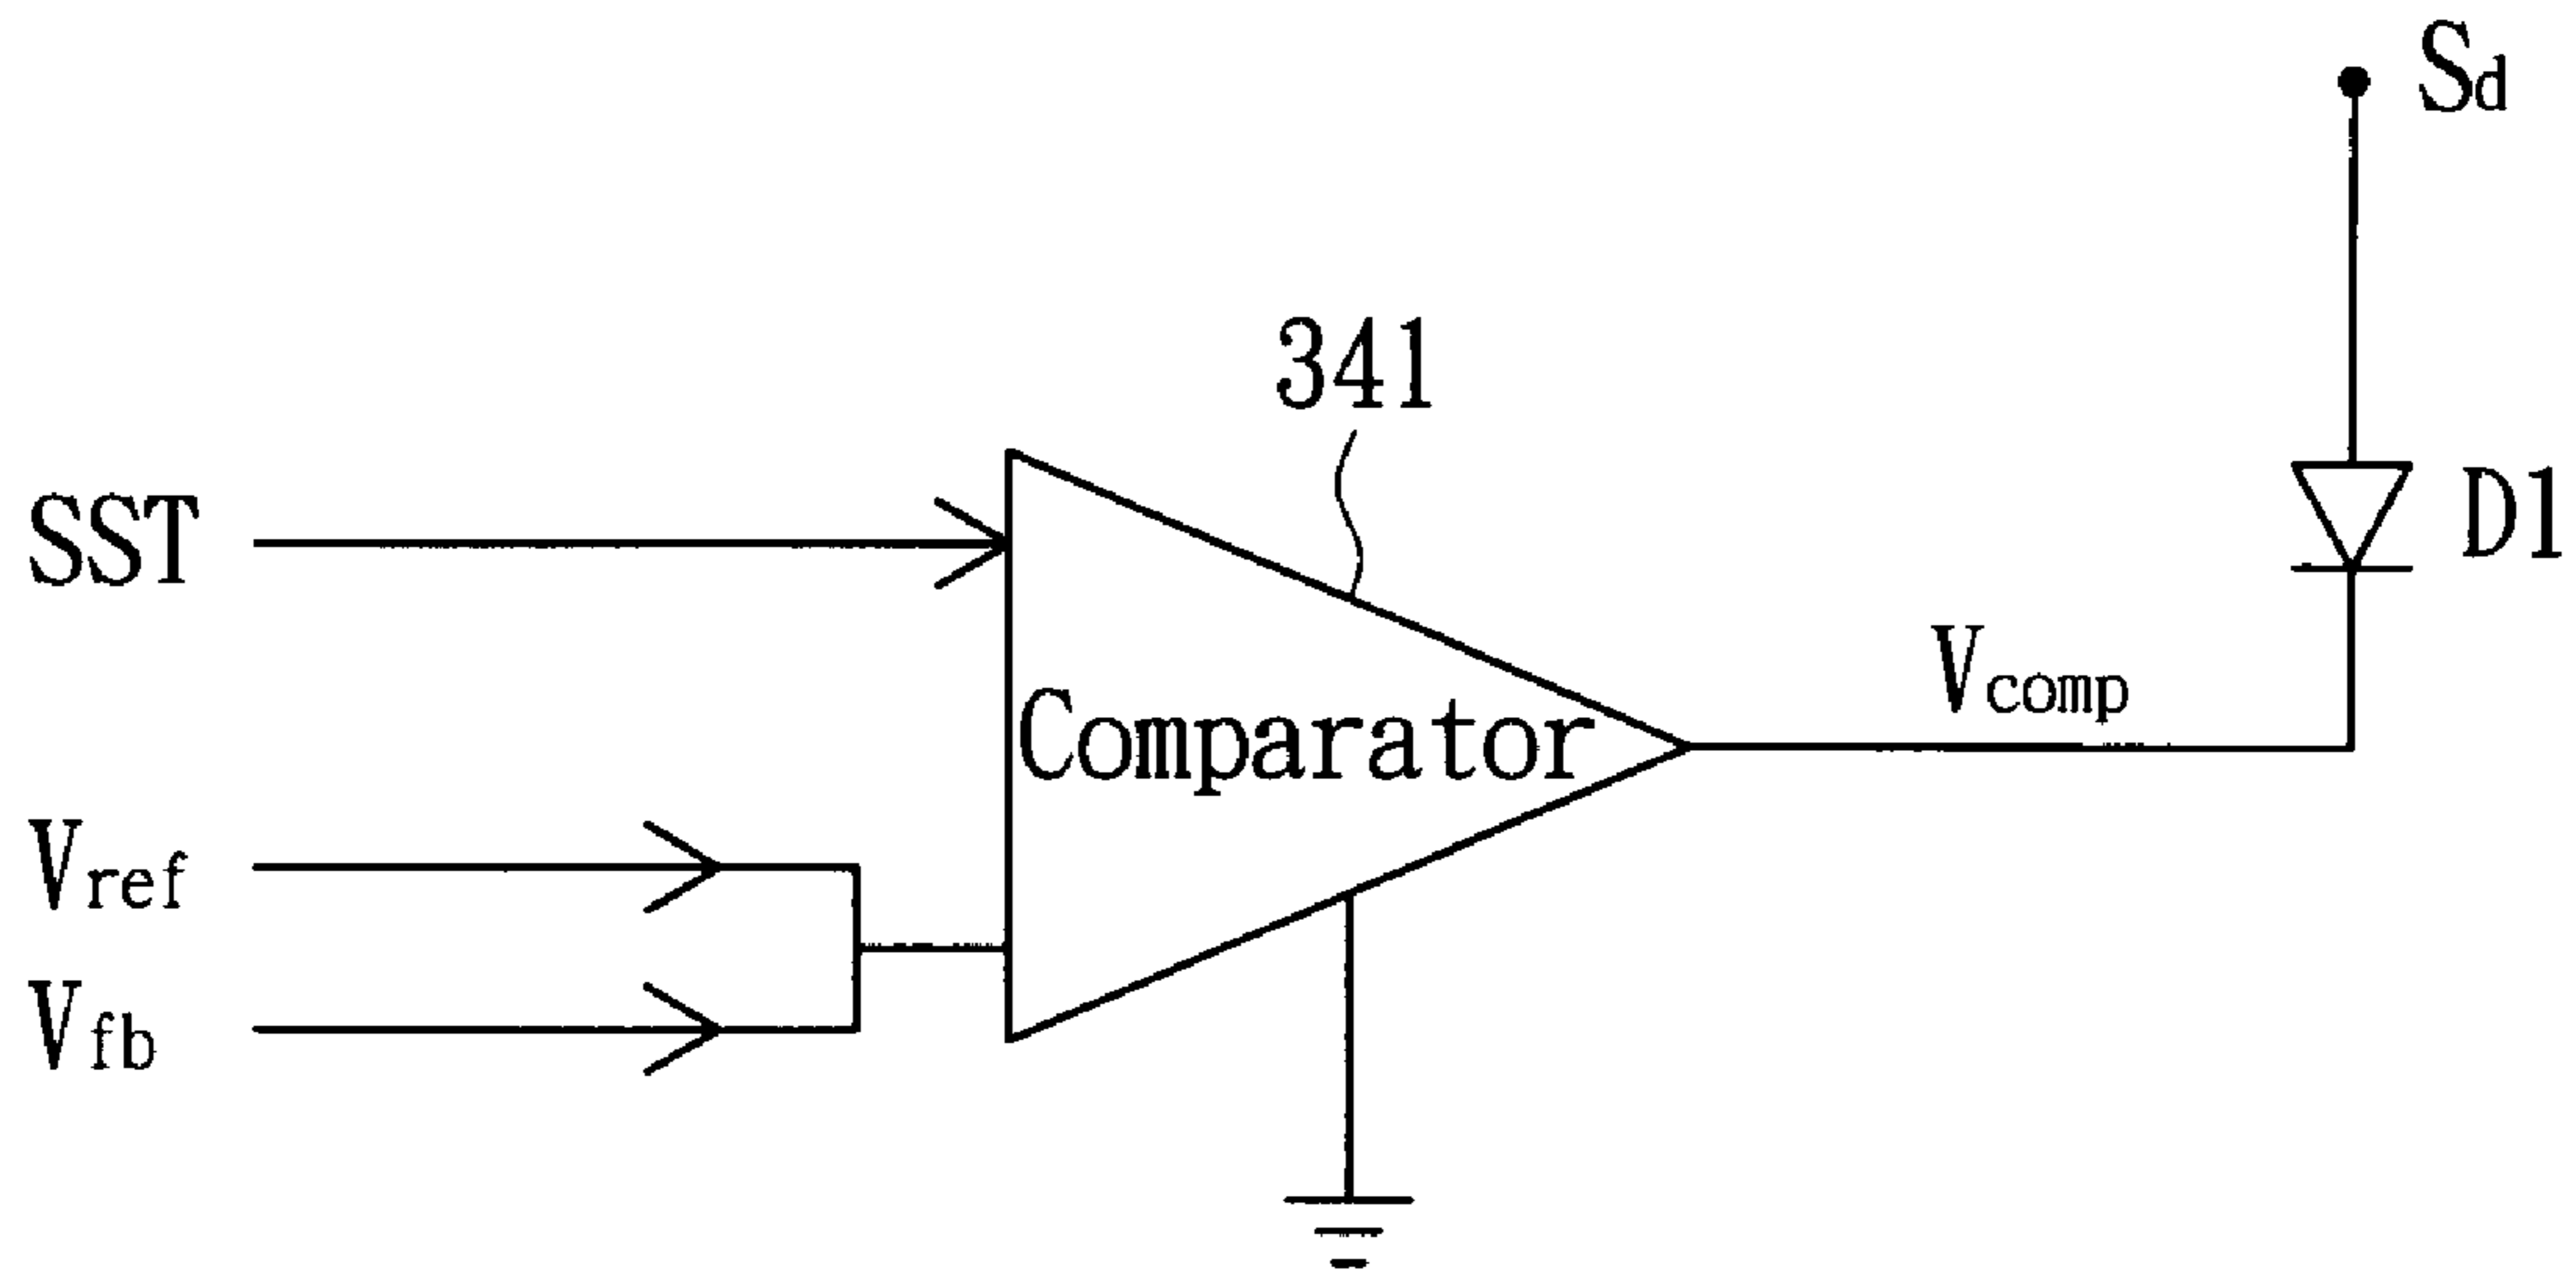 Sd
341
SST
D1
Vcomp
Comparator
Vref
Vfb